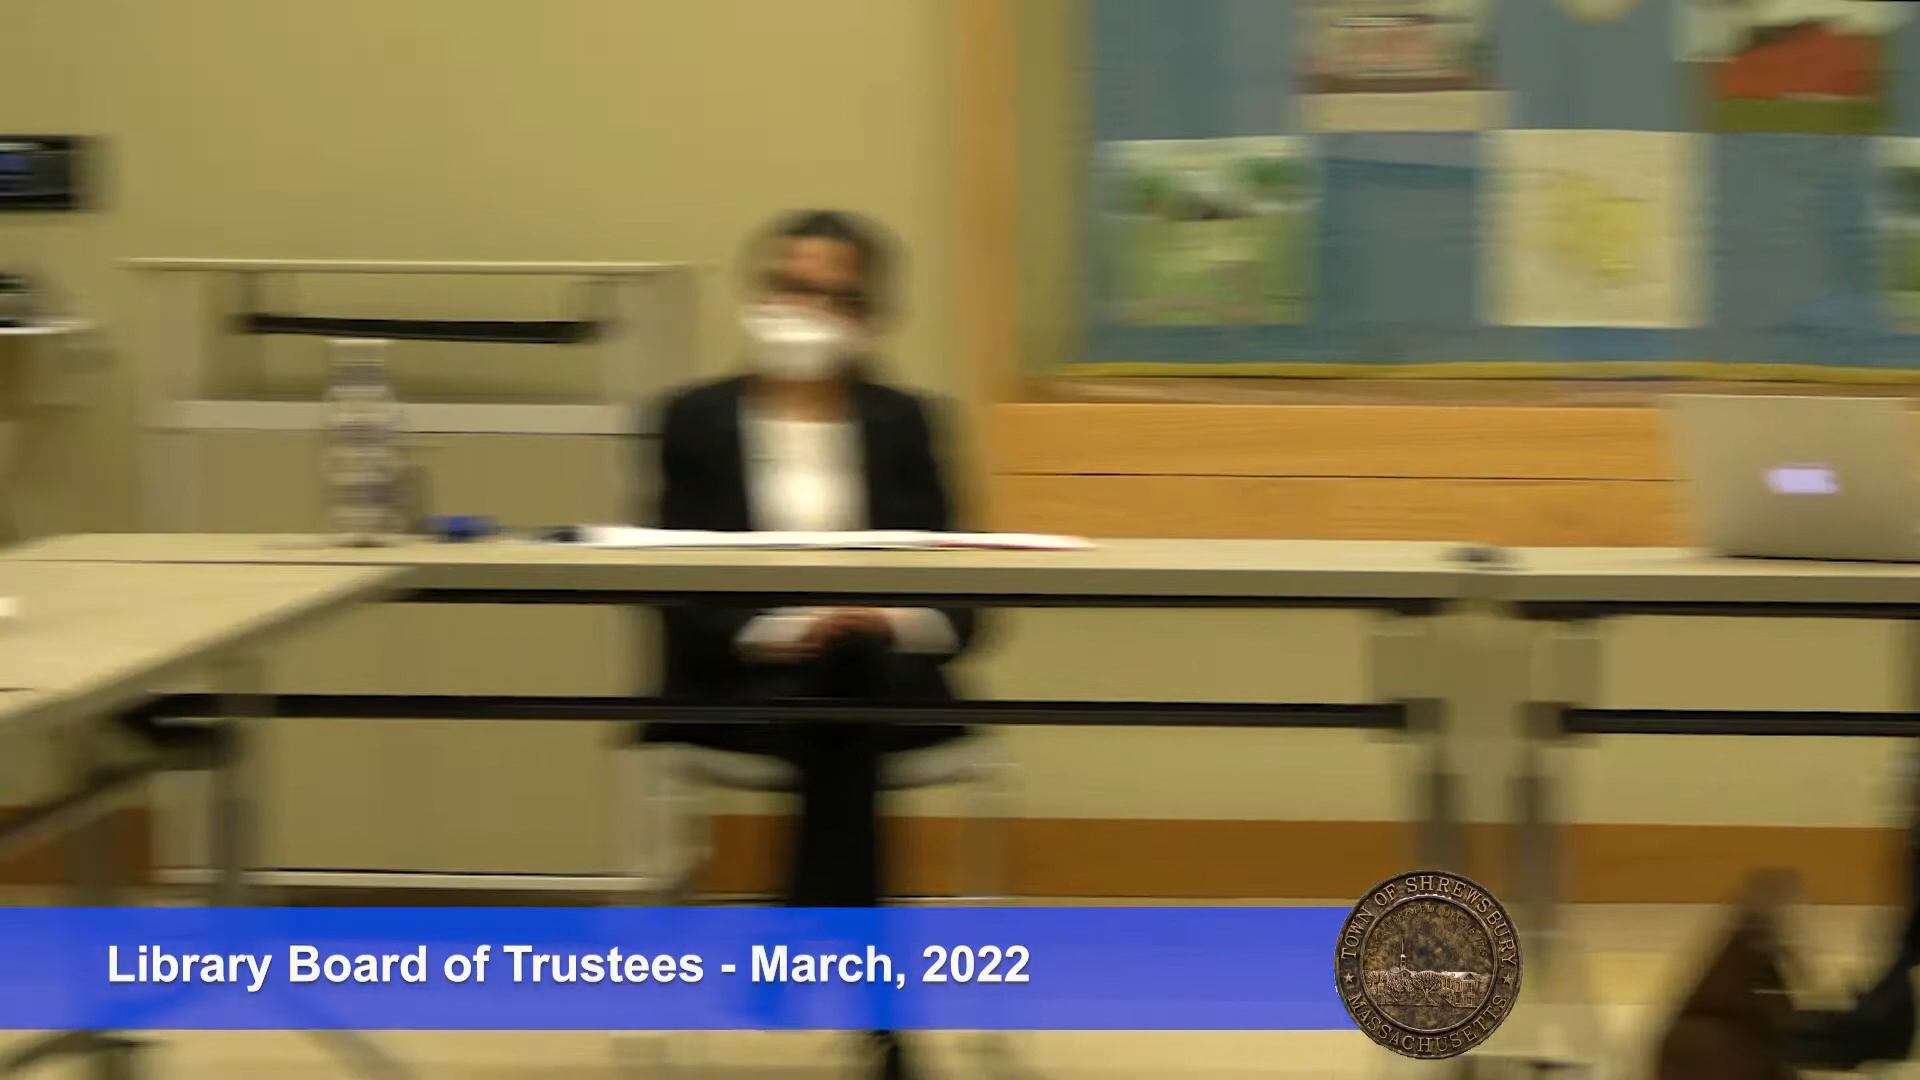 Library Board of Trustees - March, 2022
TOWN OF SHREWSBURY
MASSACHUSETTS